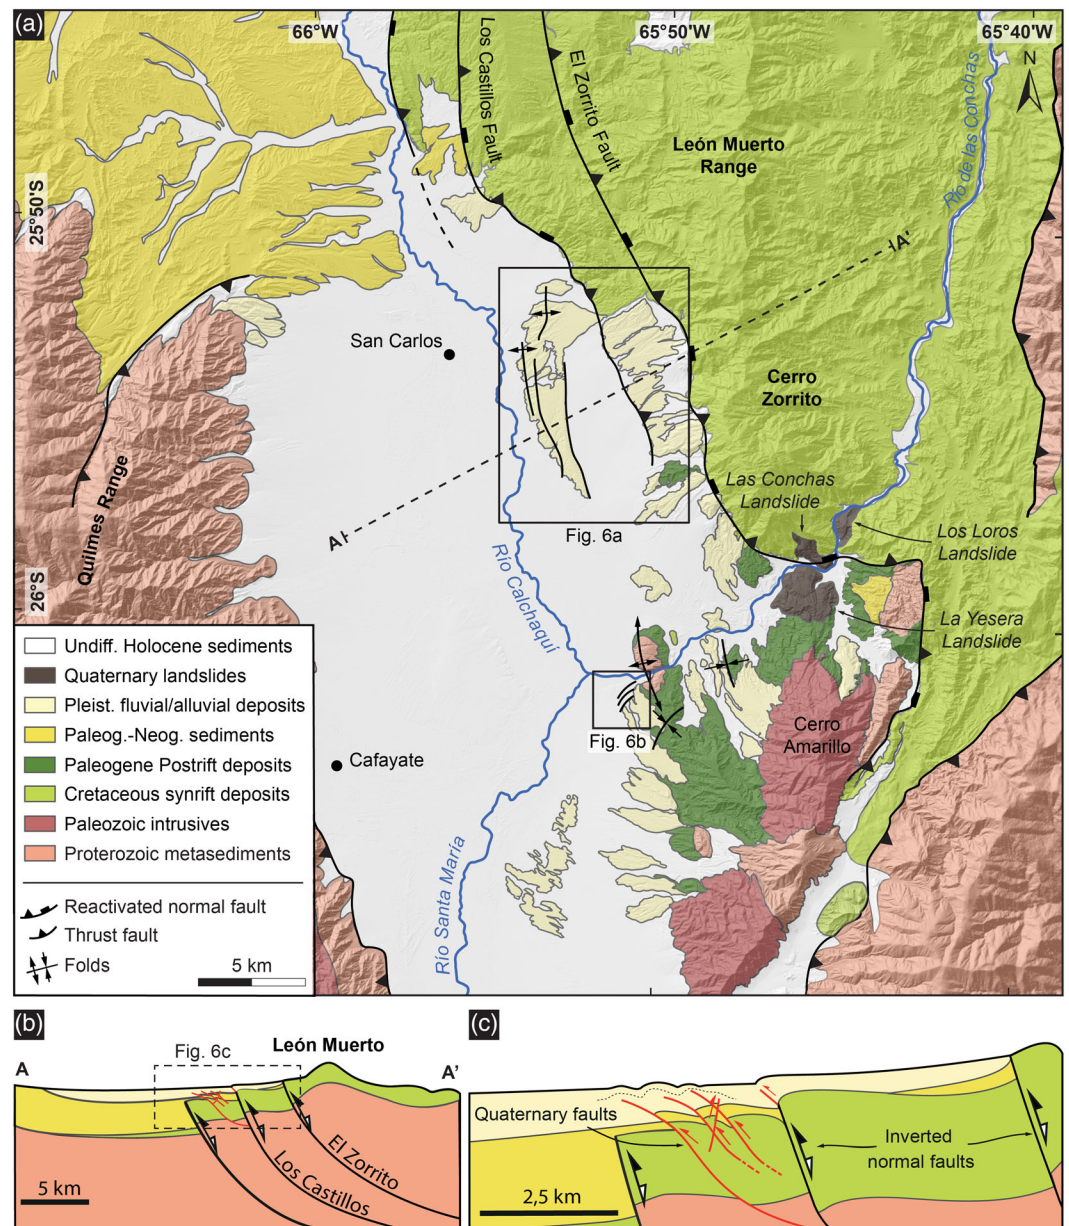 (a)
66°W
65°50'W
65°40'W
N
Los Castillos Fault
El Zorrito Fault
Río de las Conchas
León Muerto
Range
25°50'S
A'
San Carlos
Cerro
Zorrito
Quilmes Range
Las Conchas
Landslide
A
Fig. 6a
Los Loros
Landslide
Río Calchaquí
26°S
La Yesera
Landslide
Fig. 6b
Cerro
Amarillo
Cafayate
Río Santa María
Undiff. Holocene sediments
Quaternary landslides
Pleist. fluvial/alluvial deposits
Paleog.-Neog. sediments
Paleogene Postrift deposits
Cretaceous synrift deposits
Paleozoic intrusives
Proterozoic metasediments
Reactivated normal fault
Thrust fault
Folds
5 km
(b)
Fig. 6c
León Muerto
A
A'
El Zorrito
Los Castillos
5 km
(c)
Quaternary faults
Inverted
normal faults
2,5 km